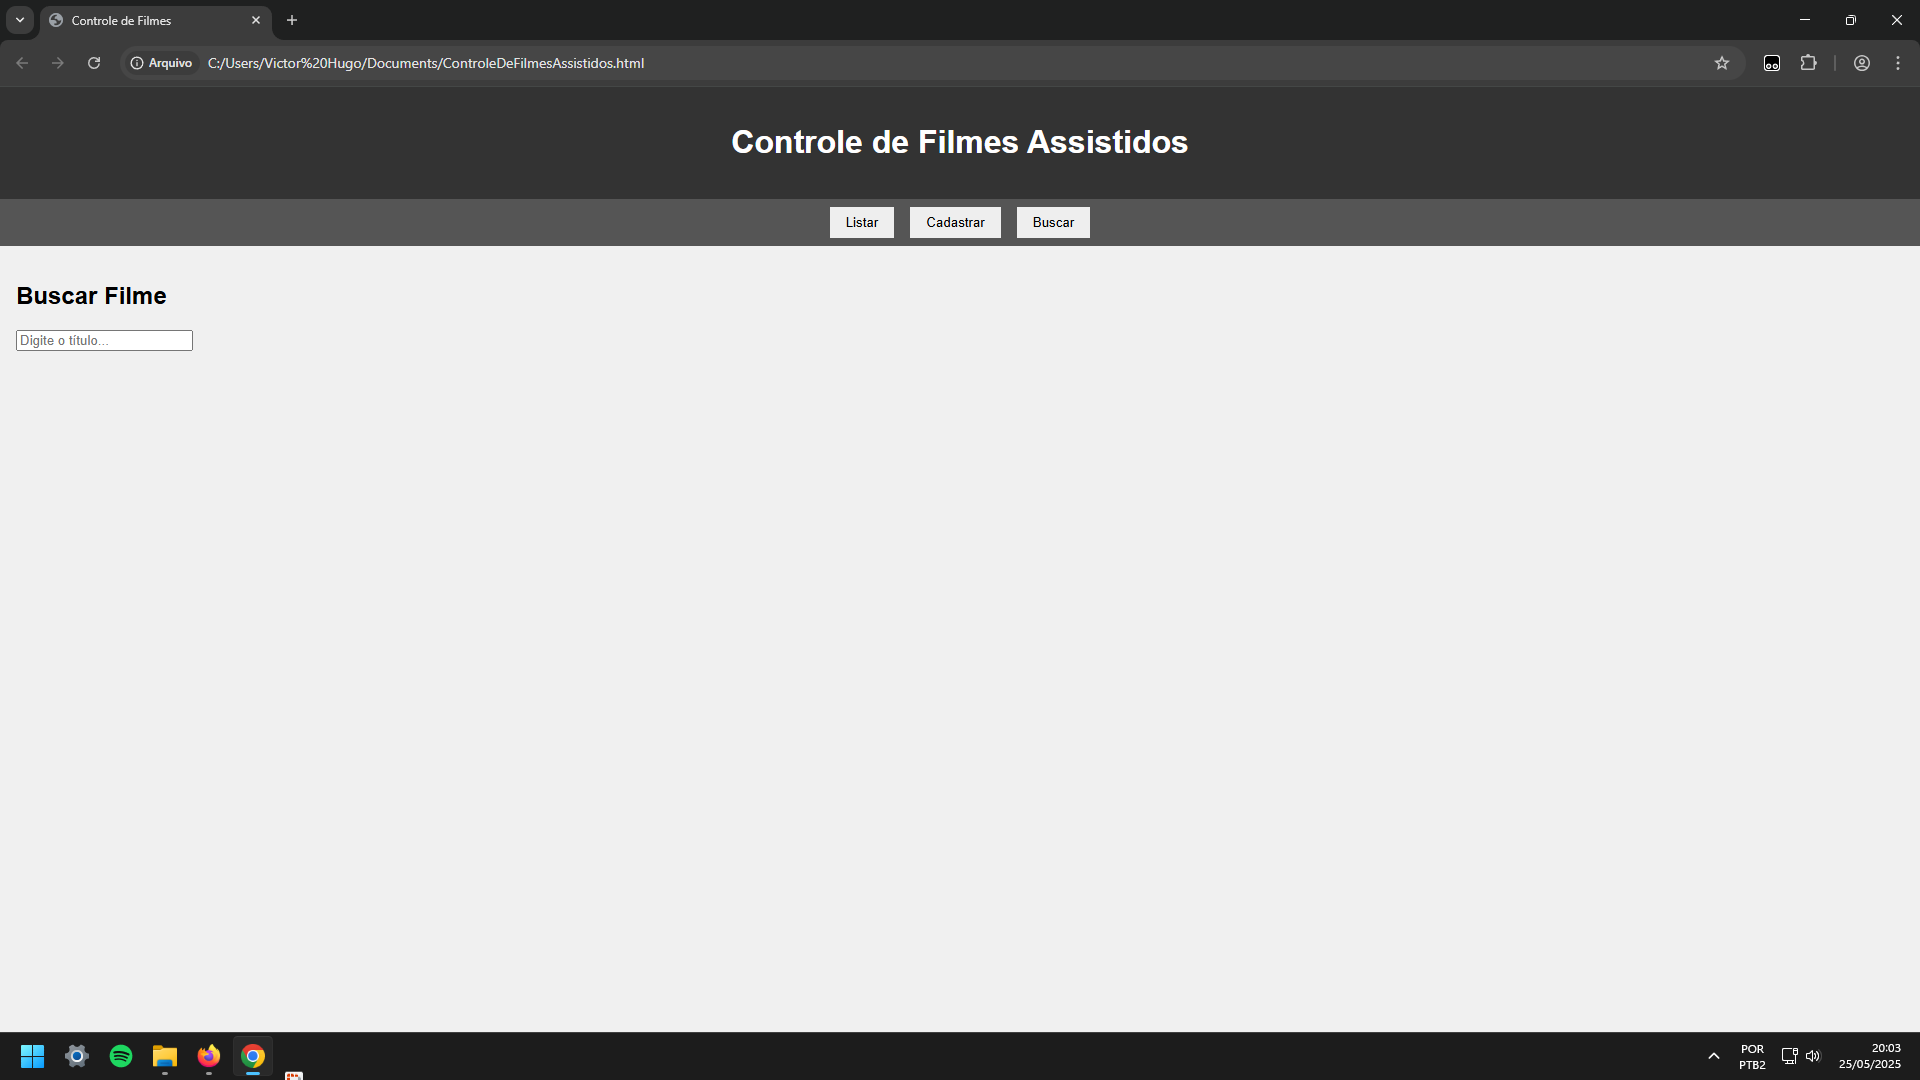 Controle de Filmes
Arquivo
C:/Users/Victor%20Hugo/Documents/ControleDeFilmesAssistidos.html
Controle de Filmes Assistidos
Listar
Cadastrar
Buscar
Buscar Filme
Digite o título...
POR
PTB2
20:03
25/05/2025